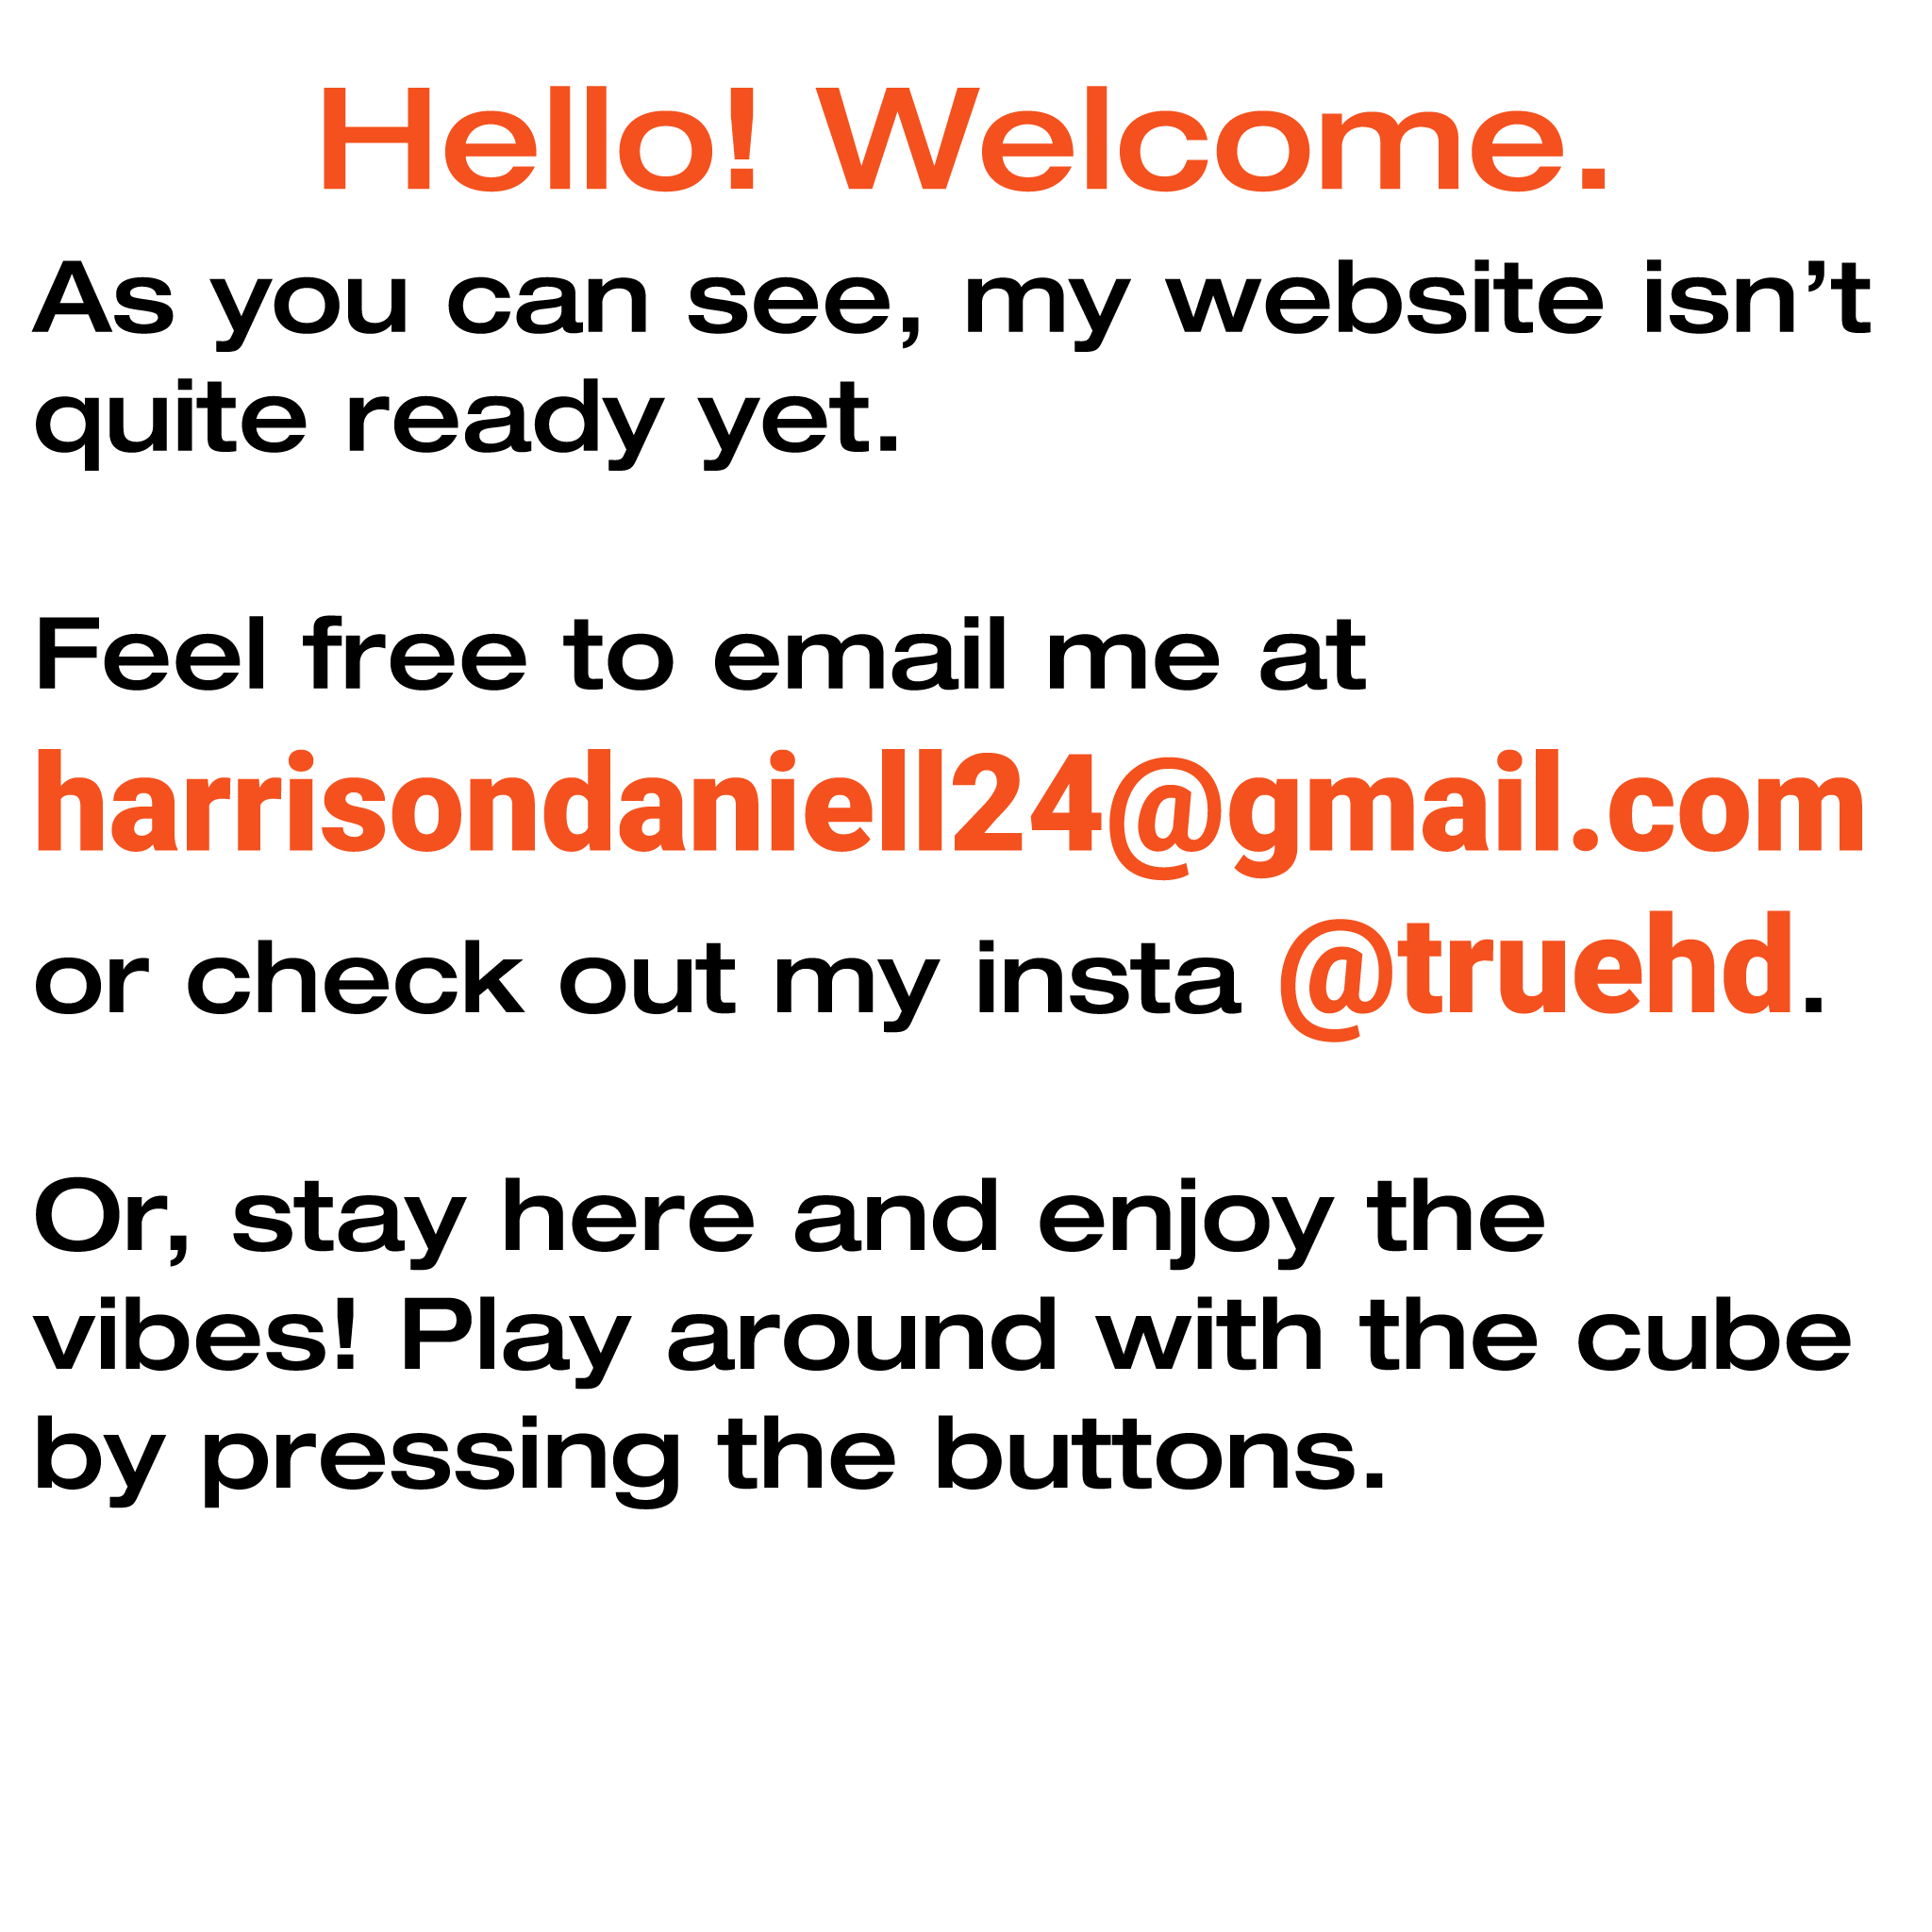 Hello! Welcome.
As you can see, my website isn’t
quite ready yet.
Feel free to email me at
harrisondaniell24@gmail.com
or check out my insta @truehd.
Or, stay here and enjoy the
vibes! Play around with the cube
by pressing the buttons.